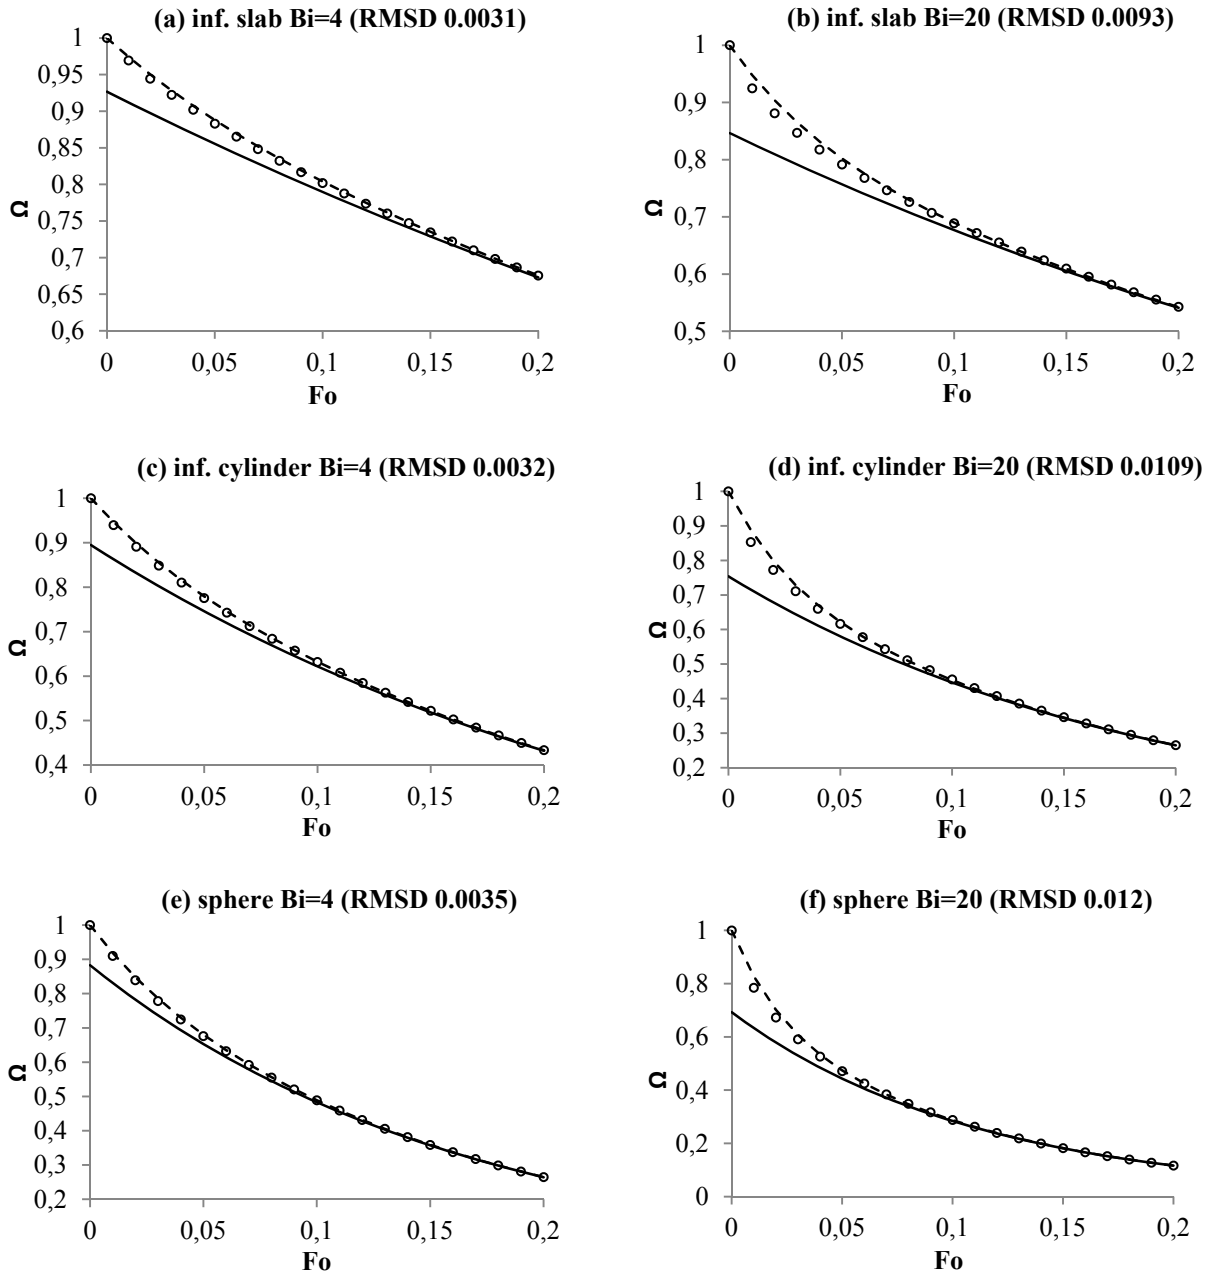 (a) inf. slab Bi=4 (RMSD 0.0031)
1
0,95
0,9
0,85
0,8
0,75
0,7
0,65
0,6
Ω
0 0,05 0,1 0,15 0,2
Fo
(b) inf. slab Bi=20 (RMSD 0.0093)
1
0,9
0,8
0,7
0,6
0,5
Ω
0 0,05 0,1 0,15 0,2
Fo
(c) inf. cylinder Bi=4 (RMSD 0.0032)
1
0,9
0,8
0,7
0,6
0,5
0,4
Ω
0 0,05 0,1 0,15 0,2
Fo
(d) inf. cylinder Bi=20 (RMSD 0.0109)
1
0,9
0,8
0,7
0,6
0,5
0,4
0,3
0,2
Ω
0 0,05 0,1 0,15 0,2
Fo
(e) sphere Bi=4 (RMSD 0.0035)
1
0,9
0,8
0,7
0,6
0,5
0,4
0,3
0,2
Ω
0 0,05 0,1 0,15 0,2
Fo
(f) sphere Bi=20 (RMSD 0.012)
1
0,8
0,6
0,4
0,2
0
Ω
0 0,05 0,1 0,15 0,2
Fo